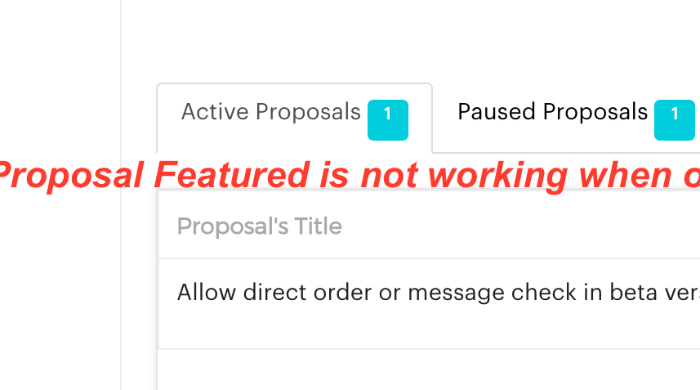 Active Proposals 1 Paused Proposals 1
Proposal Featured is not working when
Proposal's Title
Allow direct order or message check in beta